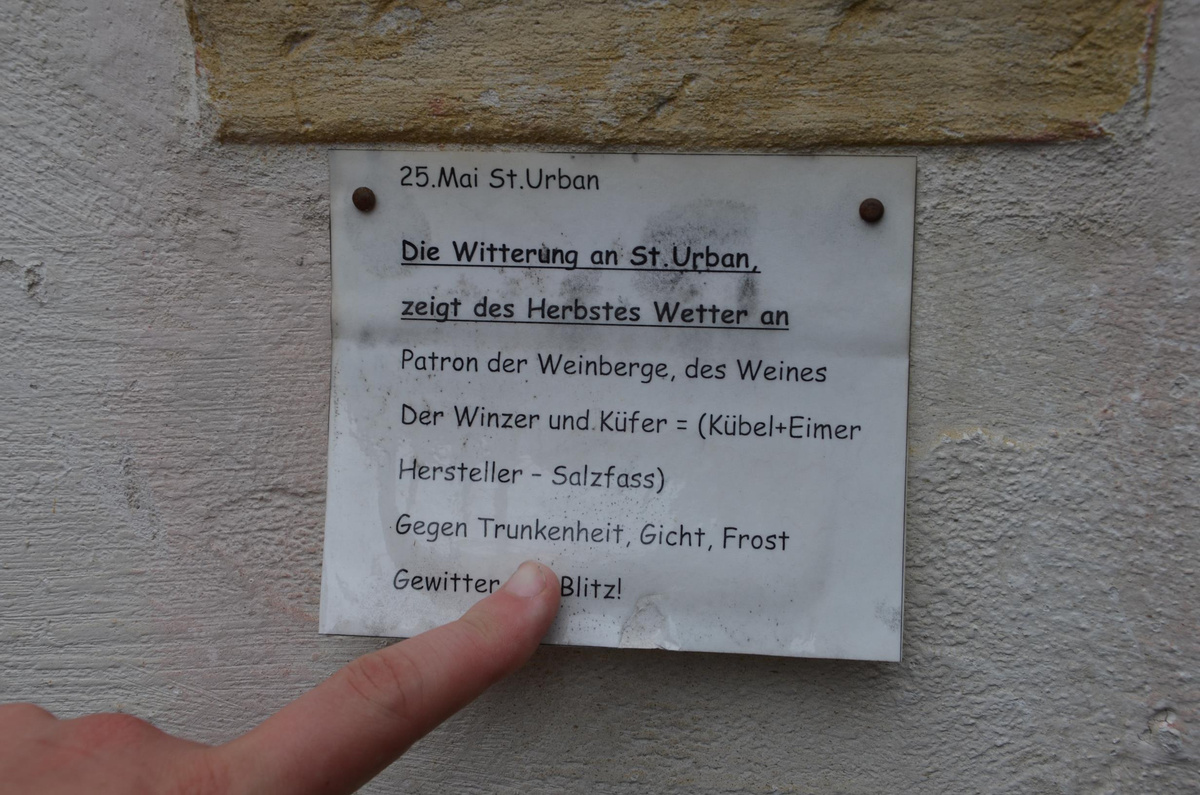 25.Mai St.Urban
Die Witterung an St.Urban,
zeigt des Herbstes Wetter an
Patron der Weinberge, des Weines
Der Winzer und Küfer = (Kübel+Eimer
Hersteller - Salzfass)
Gegen Trunkenheit, Gicht, Frost
Gewitter Blitz!